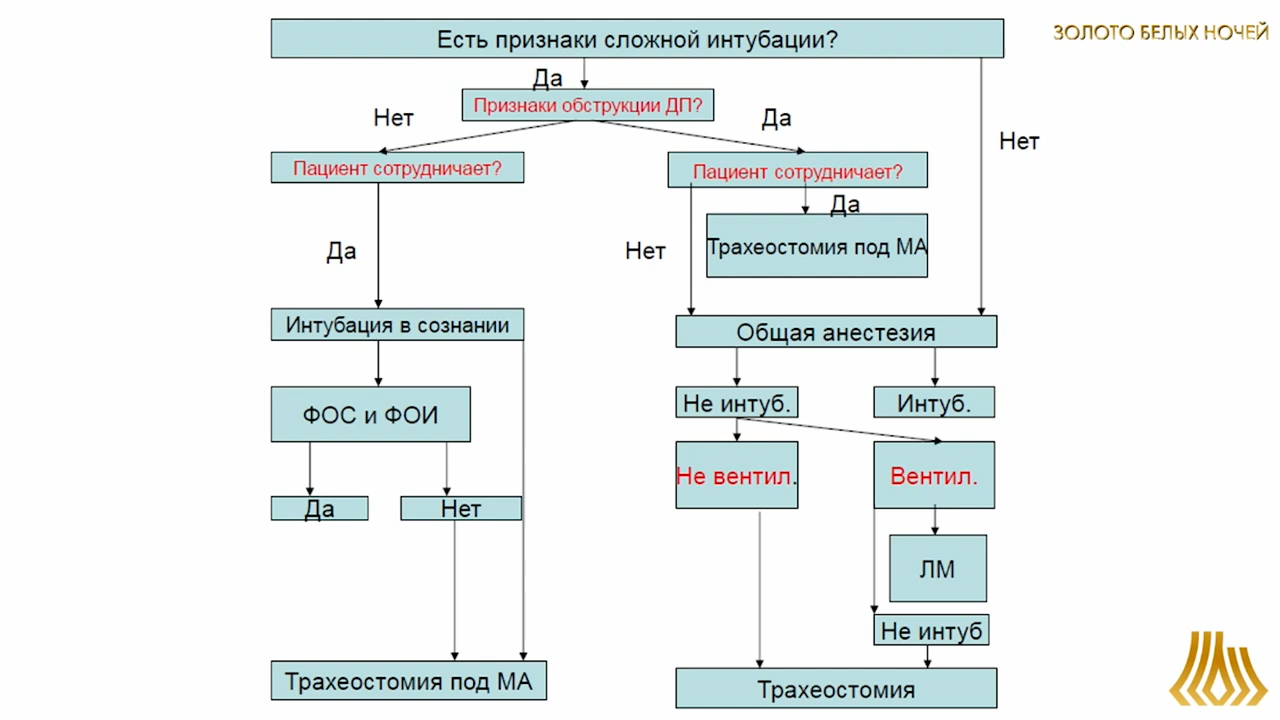 Есть признаки сложной интубации?
ЗОЛОТО БЕЛЫХ НОЧЕЙ
Да
Признаки обструкции ДП?
Нет
Да
Нет
Пациент сотрудничает?
Пациент сотрудничает?
Да
Трахеостомия под МА
Да
Нет
Интубация в сознании
Общая анестезия
ФОС и ФОИ
Не интуб.
Интуб.
Не вентил.
Вентил.
Да
Нет
ЛМ
Не интуб
Трахеостомия под МА
Трахеостомия